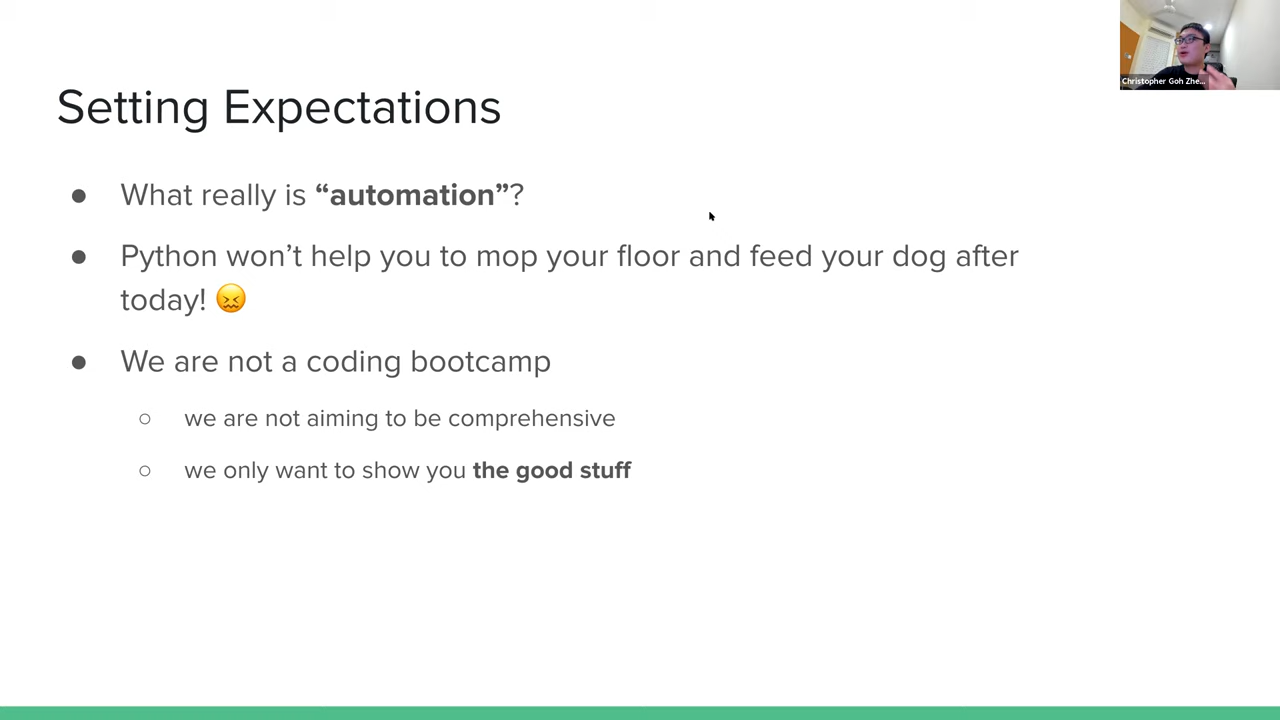 Christopher Goh Zhe...
Setting Expectations
● What really is “automation”?
● Python won’t help you to mop your floor and feed your dog after
today! 😖
● We are not a coding bootcamp
○ we are not aiming to be comprehensive
○ we only want to show you the good stuff